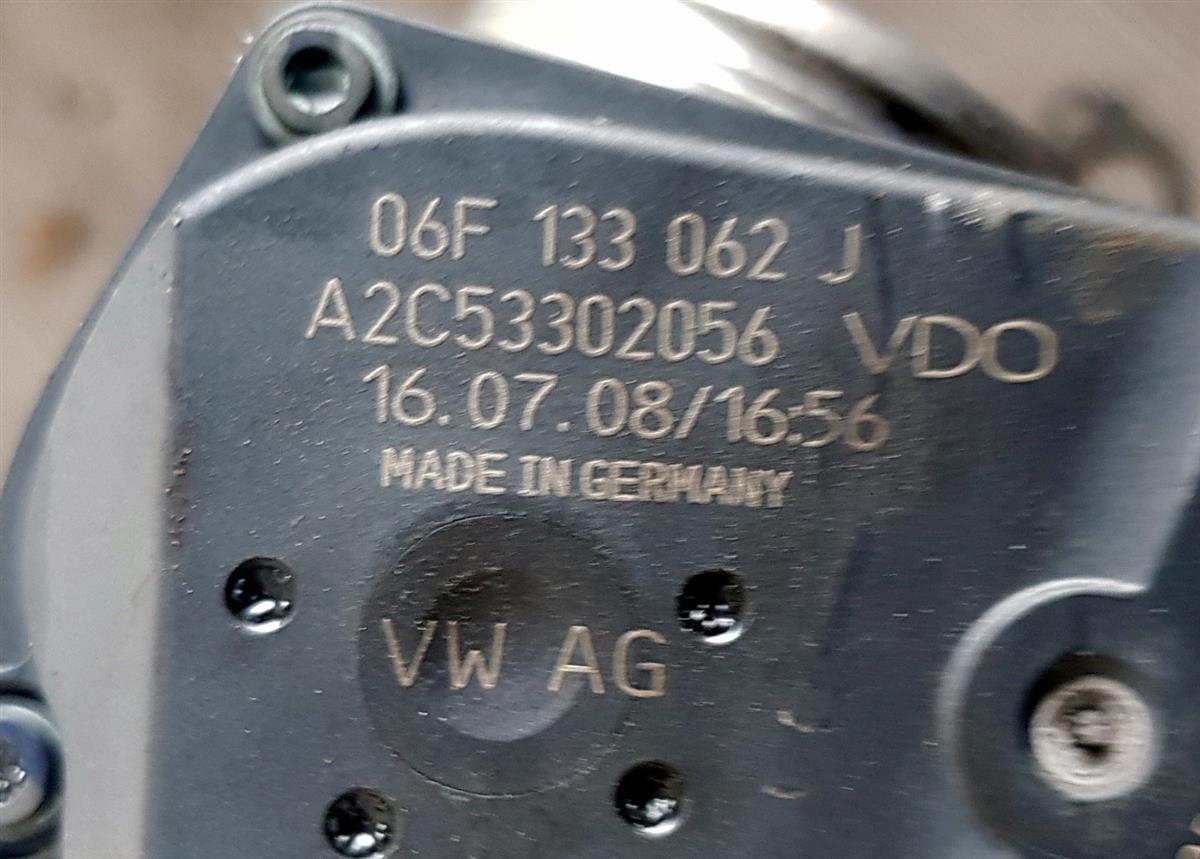 06F 133 062 J
A2C53302056 VDO
16.07.08/16:56
MADE IN GERMANY
VW AG